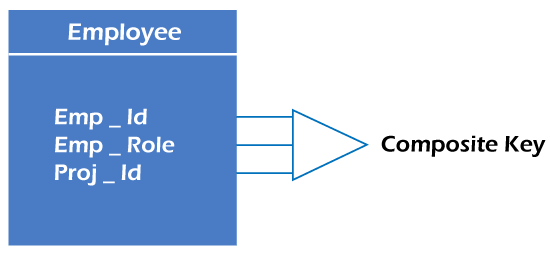 Employee
Emp _ Id
Emp _ Role
Proj _ Id
Composite Key